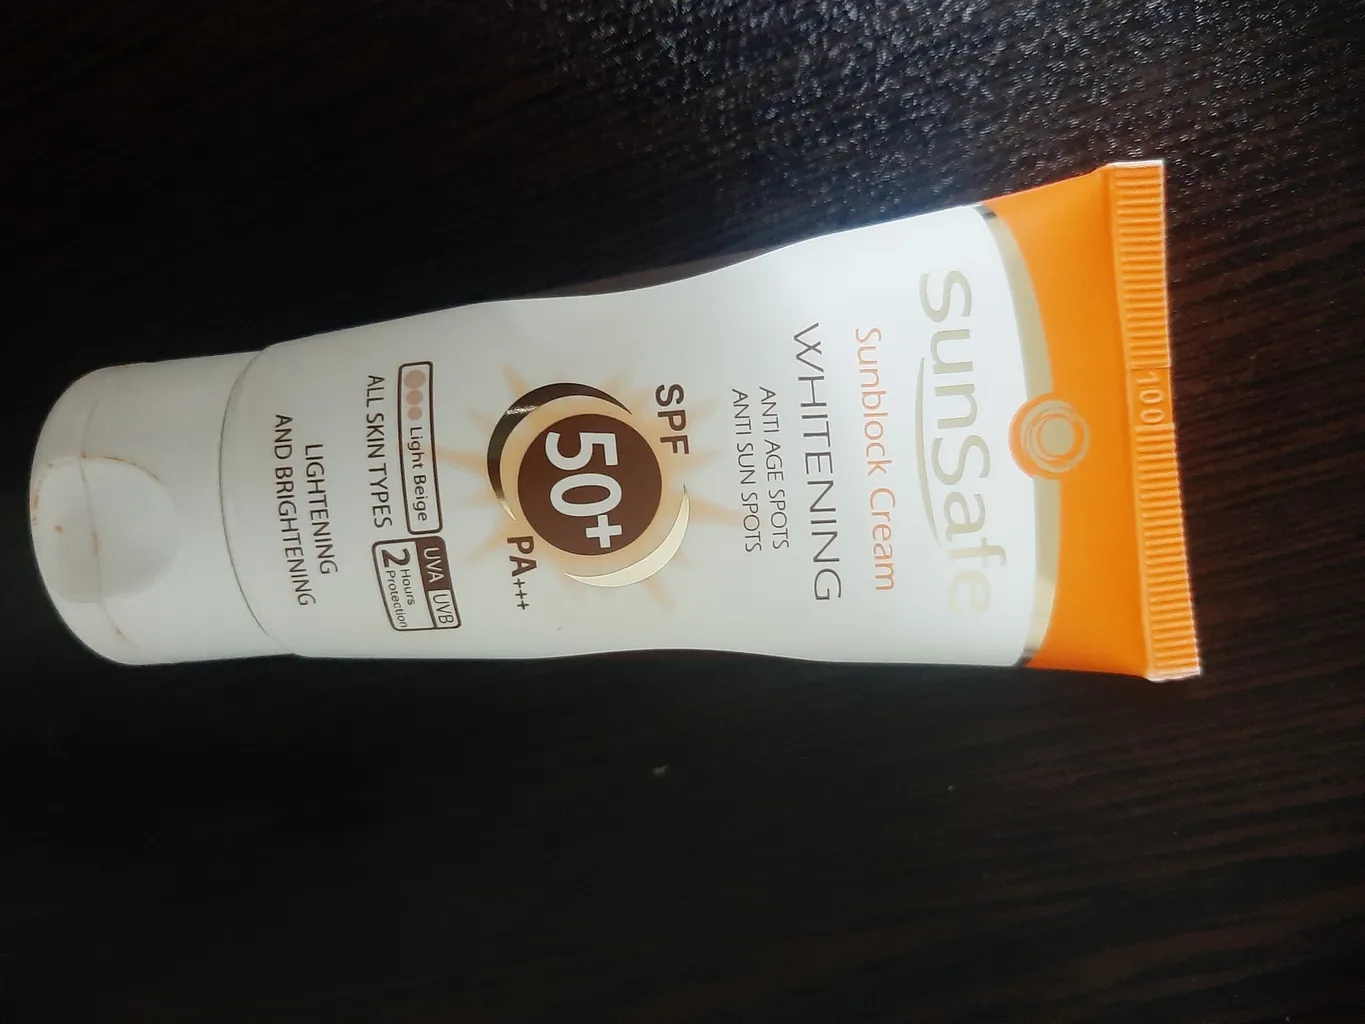 100
sunSafe
Sunblock Cream
WHITENING
ANTI AGE SPOTS
ANTI SUN SPOTS
SPF
50+
PA+++
Light Beige
UVA UVB
ALL SKIN TYPES
2 Hours
Protection
LIGHTENING
AND BRIGHTENING